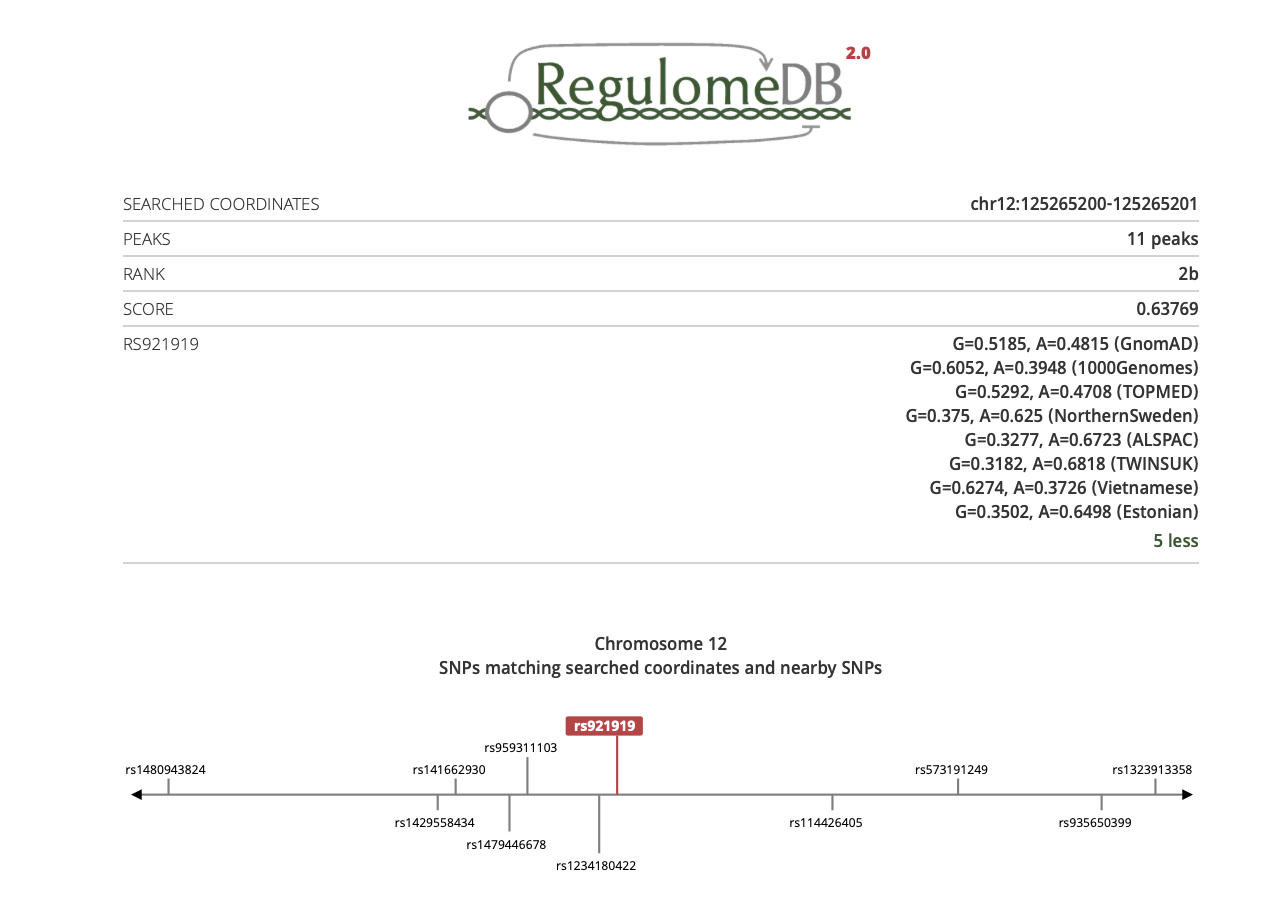 RegulomeDB 2.0
SEARCHED COORDINATES chr12:125265200-125265201
PEAKS 11 peaks
RANK 2b
SCORE 0.63769
RS921919 G=0.5185, A=0.4815 (GnomAD)
G=0.6052, A=0.3948 (1000Genomes)
G=0.5292, A=0.4708 (TOPMED)
G=0.375, A=0.625 (NorthernSweden)
G=0.3277, A=0.6723 (ALSPAC)
G=0.3182, A=0.6818 (TWINSUK)
G=0.6274, A=0.3726 (Vietnamese)
G=0.3502, A=0.6498 (Estonian)
5 less
Chromosome 12
SNPs matching searched coordinates and nearby SNPs
rs921919
rs959311103
rs1480943824 rs141662930 rs573191249 rs1323913358
rs1429558434 rs114426405 rs935650399
rs1479446678
rs1234180422